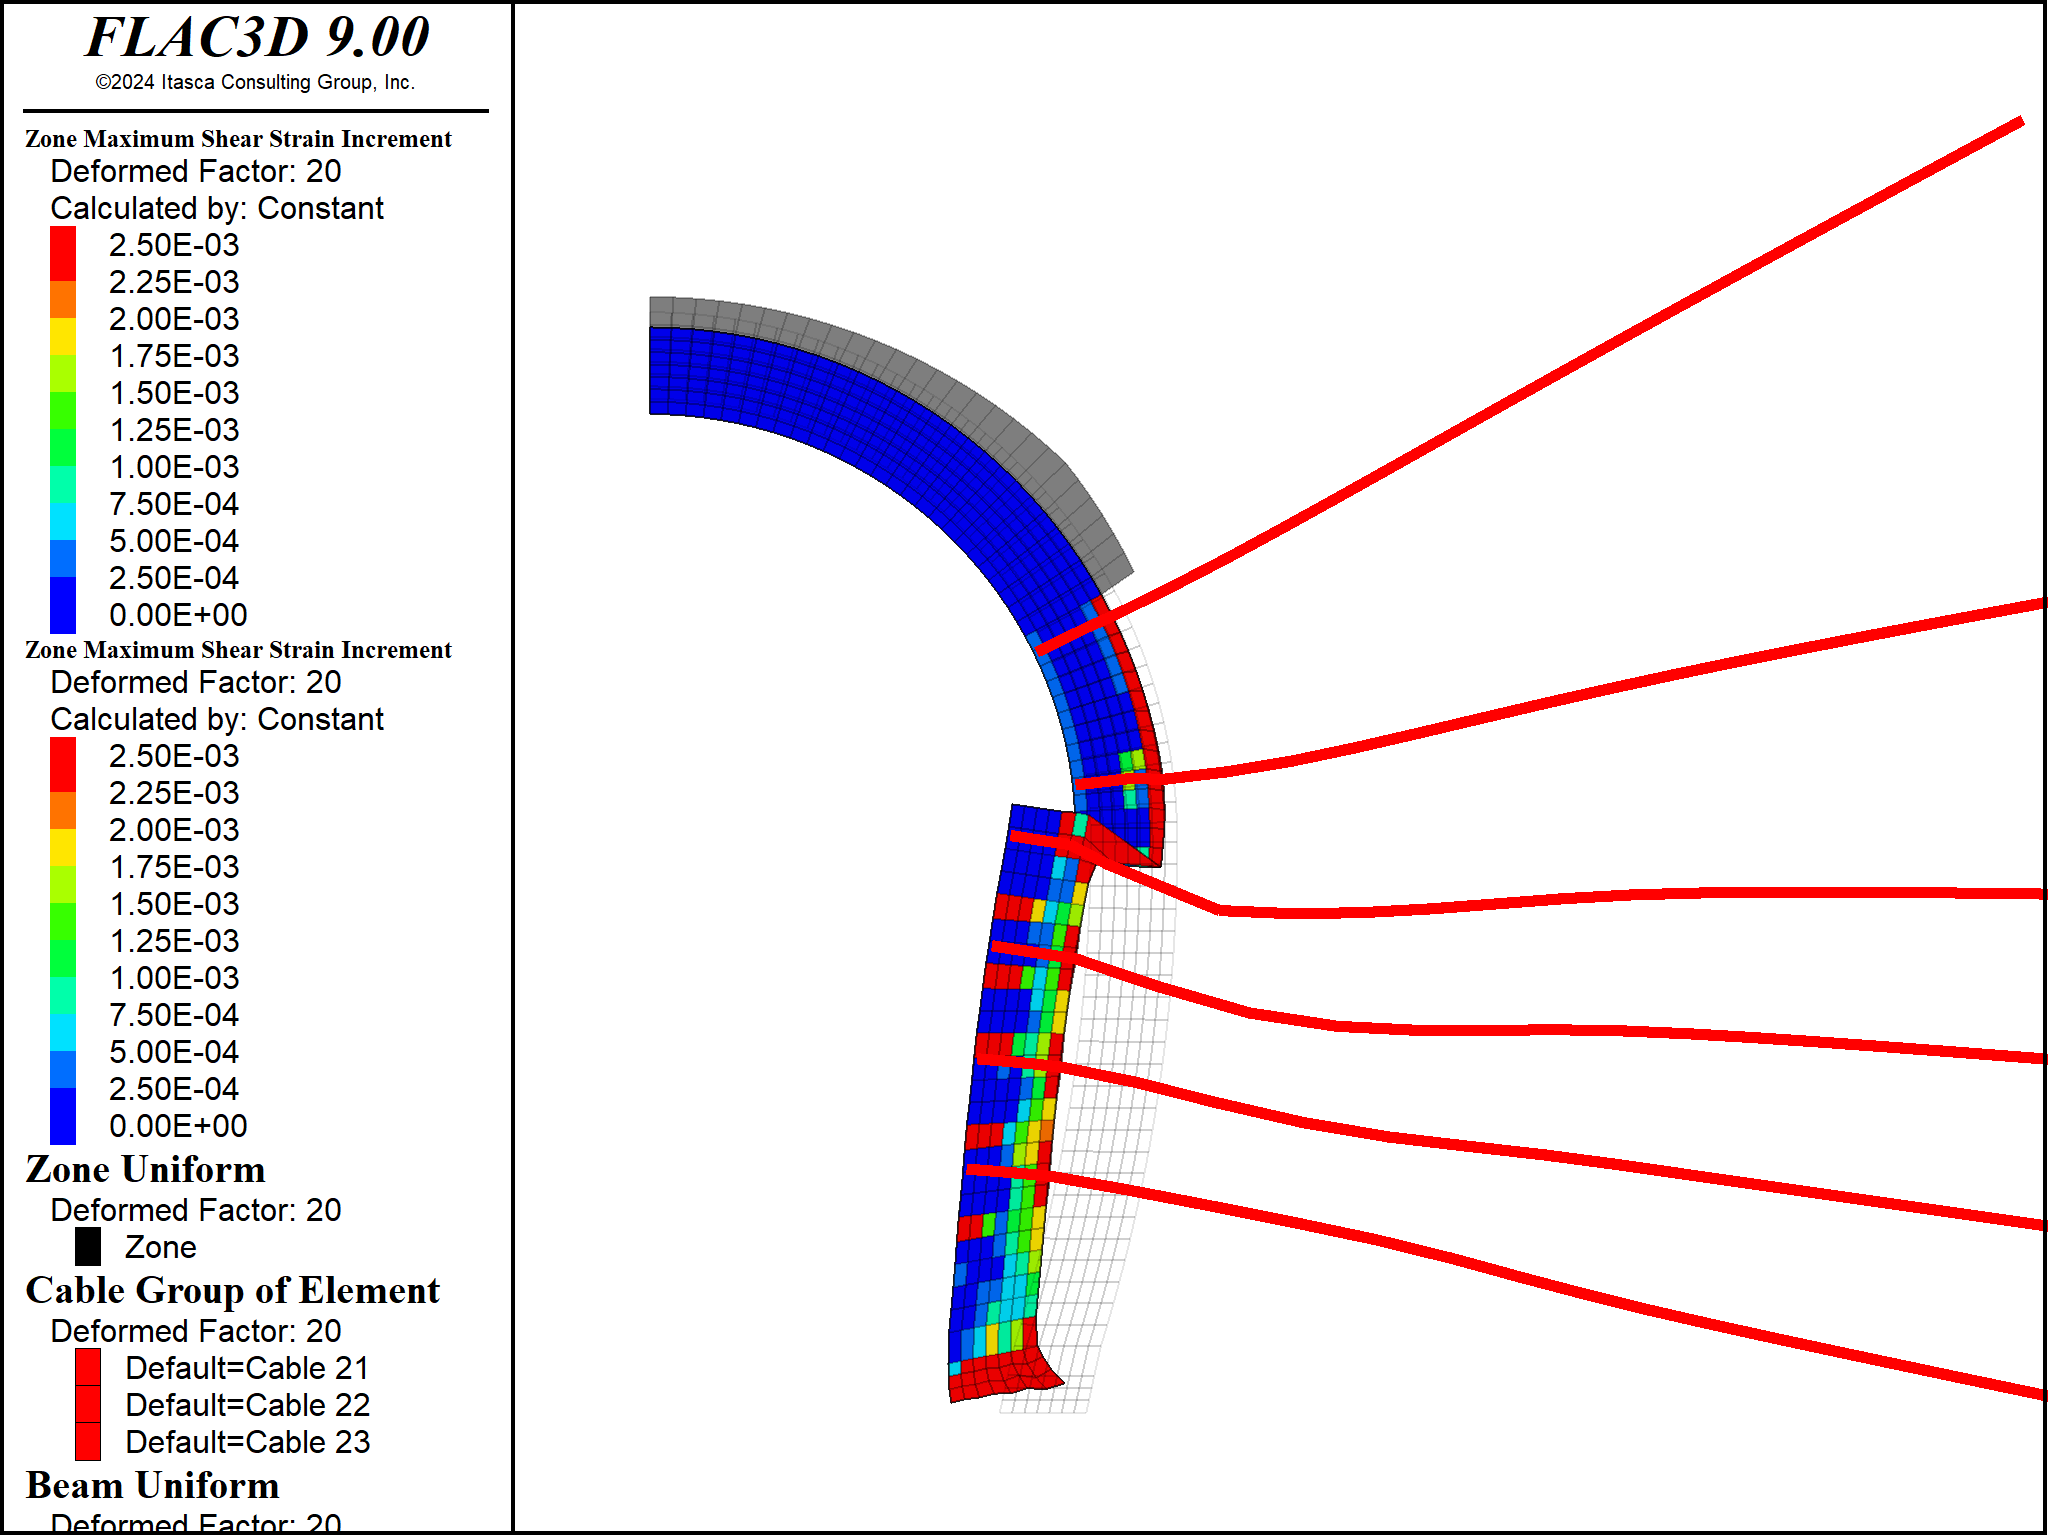 FLAC3D 9.00
©2024 Itasca Consulting Group, Inc.
Zone Maximum Shear Strain Increment
Deformed Factor: 20
Calculated by: Constant
2.50E-03
2.25E-03
2.00E-03
1.75E-03
1.50E-03
1.25E-03
1.00E-03
7.50E-04
5.00E-04
2.50E-04
0.00E+00
Zone Maximum Shear Strain Increment
Deformed Factor: 20
Calculated by: Constant
2.50E-03
2.25E-03
2.00E-03
1.75E-03
1.50E-03
1.25E-03
1.00E-03
7.50E-04
5.00E-04
2.50E-04
0.00E+00
Zone Uniform
Deformed Factor: 20
Zone
Cable Group of Element
Deformed Factor: 20
Default=Cable 21
Default=Cable 22
Default=Cable 23
Beam Uniform
Deformed Factor: 20